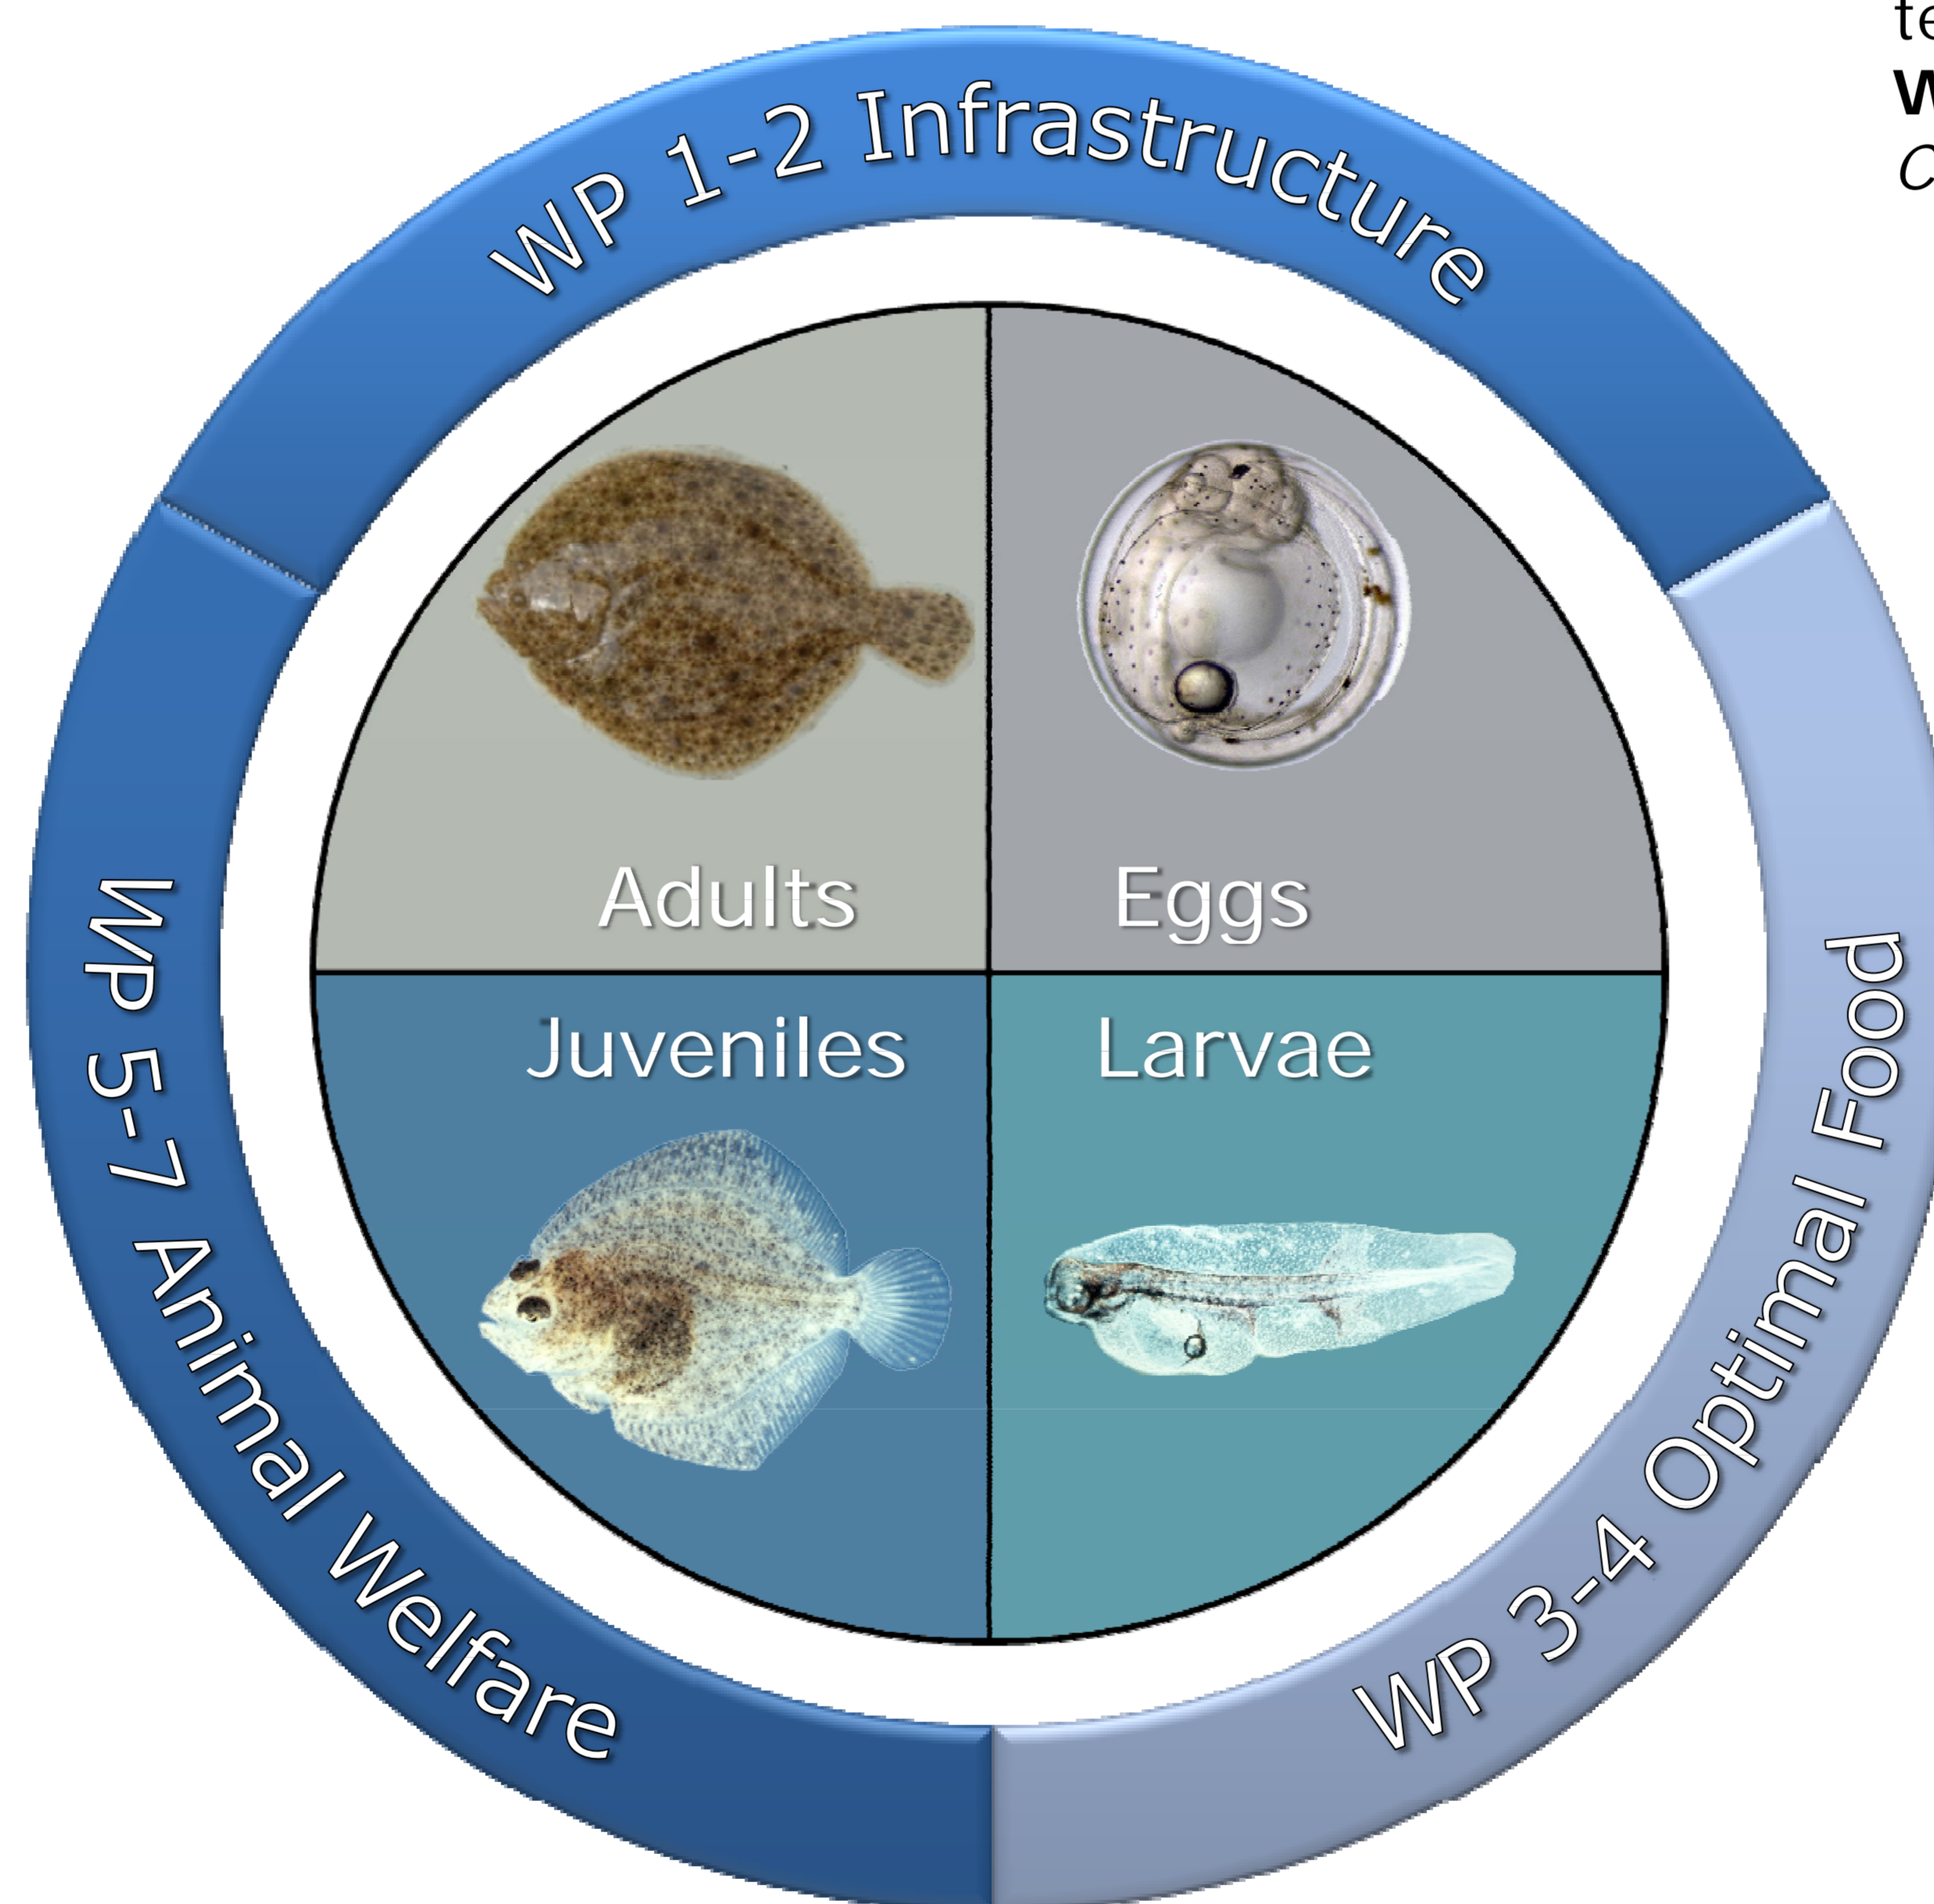 WP 1-2 Infrastructure
Adults
Eggs
Juveniles
Larvae
WP 5-7 Animal Welfare
WP 3-4 Optimal Food